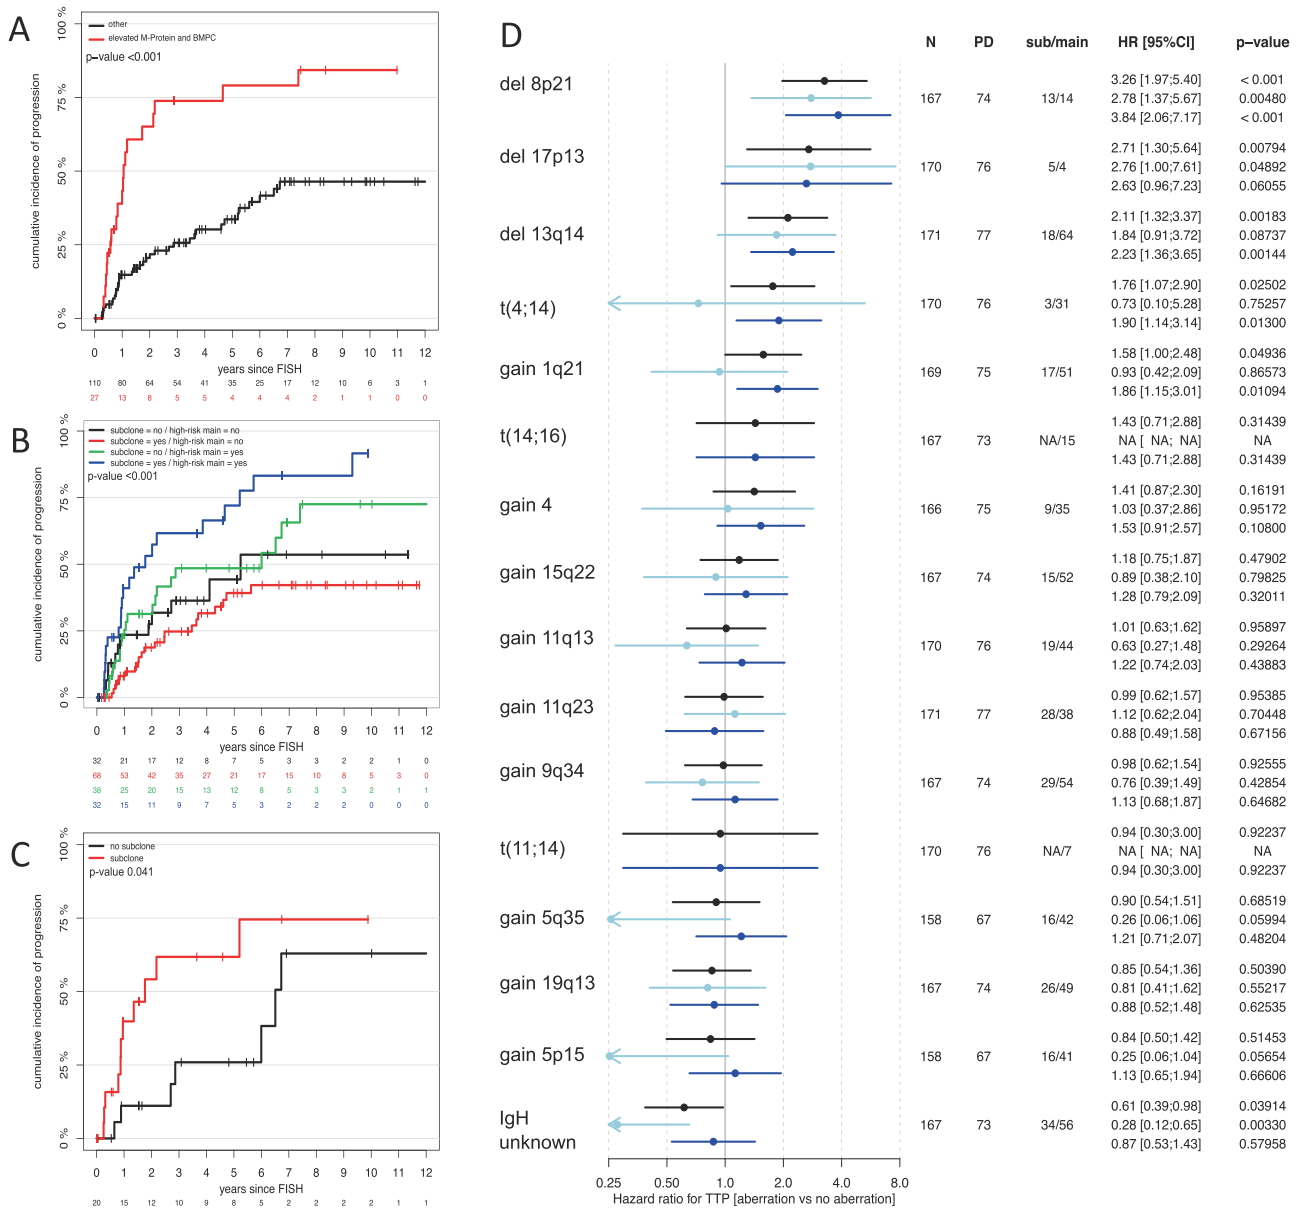 A
other
elevated M-Protein and BMPC
p-value <0.001
cumulative incidence of progression
0 %
25 %
50 %
75 %
100 %
0 1 2 3 4 5 6 7 8 9 10 11 12
years since FISH
110 80 64 54 41 35 25 17 12 10 6 3 1
27 13 8 5 5 4 4 4 2 1 1 0 0
B
subclone = no / high-risk main = no
subclone = yes / high-risk main = no
subclone = no / high-risk main = yes
subclone = yes / high-risk main = yes
p-value <0.001
cumulative incidence of progression
0 %
25 %
50 %
75 %
100 %
0 1 2 3 4 5 6 7 8 9 10 11 12
years since FISH
32 21 17 12 8 7 5 3 3 2 2 1 0
68 53 42 35 27 21 17 15 10 8 5 3 0
38 25 20 15 13 12 8 5 3 3 2 1 1
32 15 11 9 7 5 3 2 2 2 0 0 0
C
no subclone
subclone
p-value 0.041
cumulative incidence of progression
0 %
25 %
50 %
75 %
100 %
0 1 2 3 4 5 6 7 8 9 10 11 12
years since FISH
20 15 12 10 9 8 5 2 2 2 2 1 1
D
N PD sub/main HR [95%CI] p-value
3.26 [1.97;5.40] < 0.001
del 8p21 167 74 13/14 2.78 [1.37;5.67] 0.00480
3.84 [2.06;7.17] < 0.001
2.71 [1.30;5.64] 0.00794
del 17p13 170 76 5/4 2.76 [1.00;7.61] 0.04892
2.63 [0.96;7.23] 0.06055
2.11 [1.32;3.37] 0.00183
del 13q14 171 77 18/64 1.84 [0.91;3.72] 0.08737
2.23 [1.36;3.65] 0.00144
1.76 [1.07;2.90] 0.02502
t(4;14) 170 76 3/31 0.73 [0.10;5.28] 0.75257
1.90 [1.14;3.14] 0.01300
1.58 [1.00;2.48] 0.04936
gain 1q21 169 75 17/51 0.93 [0.42;2.09] 0.86573
1.86 [1.15;3.01] 0.01094
1.43 [0.71;2.88] 0.31439
t(14;16) 167 73 NA/15 NA [ NA; NA] NA
1.43 [0.71;2.88] 0.31439
1.41 [0.87;2.30] 0.16191
gain 4 166 75 9/35 1.03 [0.37;2.86] 0.95172
1.53 [0.91;2.57] 0.10800
1.18 [0.75;1.87] 0.47902
gain 15q22 167 74 15/52 0.89 [0.38;2.10] 0.79825
1.28 [0.79;2.09] 0.32011
1.01 [0.63;1.62] 0.95897
gain 11q13 170 76 19/44 0.63 [0.27;1.48] 0.29264
1.22 [0.74;2.03] 0.43883
0.99 [0.62;1.57] 0.95385
gain 11q23 171 77 28/38 1.12 [0.62;2.04] 0.70448
0.88 [0.49;1.58] 0.67156
0.98 [0.62;1.54] 0.92555
gain 9q34 167 74 29/54 0.76 [0.39;1.49] 0.42854
1.13 [0.68;1.87] 0.64682
0.94 [0.30;3.00] 0.92237
t(11;14) 170 76 NA/7 NA [ NA; NA] NA
0.94 [0.30;3.00] 0.92237
0.90 [0.54;1.51] 0.68519
gain 5q35 158 67 16/42 0.26 [0.06;1.06] 0.05994
1.21 [0.71;2.07] 0.48204
0.85 [0.54;1.36] 0.50390
gain 19q13 167 74 26/49 0.81 [0.41;1.62] 0.55217
0.88 [0.52;1.48] 0.62535
0.84 [0.50;1.42] 0.51453
gain 5p15 158 67 16/41 0.25 [0.06;1.04] 0.05654
1.13 [0.65;1.94] 0.66606
0.61 [0.39;0.98] 0.03914
IgH unknown 167 73 34/56 0.28 [0.12;0.65] 0.00330
0.87 [0.53;1.43] 0.57958
0.25 0.50 1.0 2.0 4.0 8.0
Hazard ratio for TTP [aberration vs no aberration]